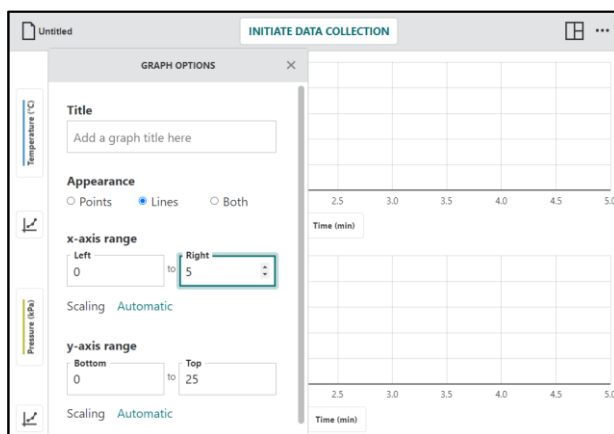 Untitled
INITIATE DATA COLLECTION
GRAPH OPTIONS
Title
Add a graph title here
Appearance
Points Lines Both
x-axis range
Left
0
to
Right
5
Scaling Automatic
y-axis range
Bottom
0
to
Top
25
Scaling Automatic
Temperature (°C)
Pressure (kPa)
2.5 3.0 3.5 4.0 4.5 5.0
Time (min)
2.5 3.0 3.5 4.0 4.5 5.0
Time (min)